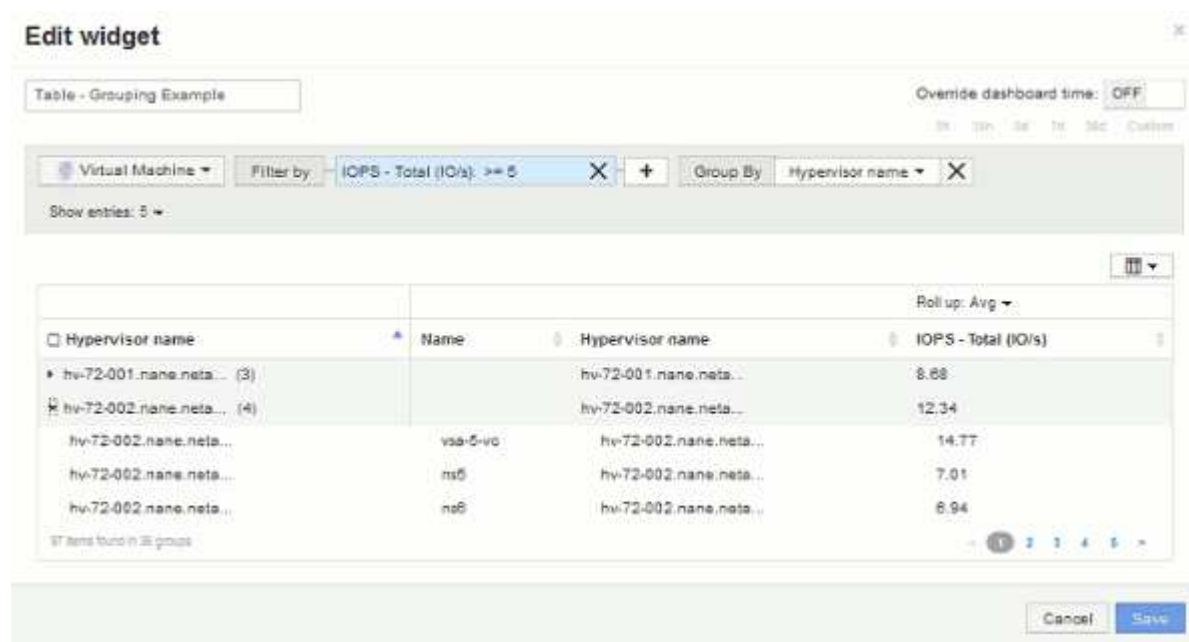 Edit widget
Table - Grouping Example
Override dashboard time: OFF
Custom
Virtual Machine
Filter by
IOPS - Total (IO/s): >= 5
Group By
Hypervisor name
Show entries: 5
Roll up: Avg
Hypervisor name Name Hypervisor name IOPS - Total (IO/s)
hv-72-001.nane.neta... (3) hv-72-001.nane.neta... 8.68
hv-72-002.nane.neta... (4) hv-72-002.nane.neta... 12.34
hv-72-002.nane.neta... vsa-5-vc hv-72-002.nane.neta... 14.77
hv-72-002.nane.neta... ns5 hv-72-002.nane.neta... 7.01
hv-72-002.nane.neta... ns6 hv-72-002.nane.neta... 6.94
items found in groups
1 2 3 4 5 >
Cancel Save